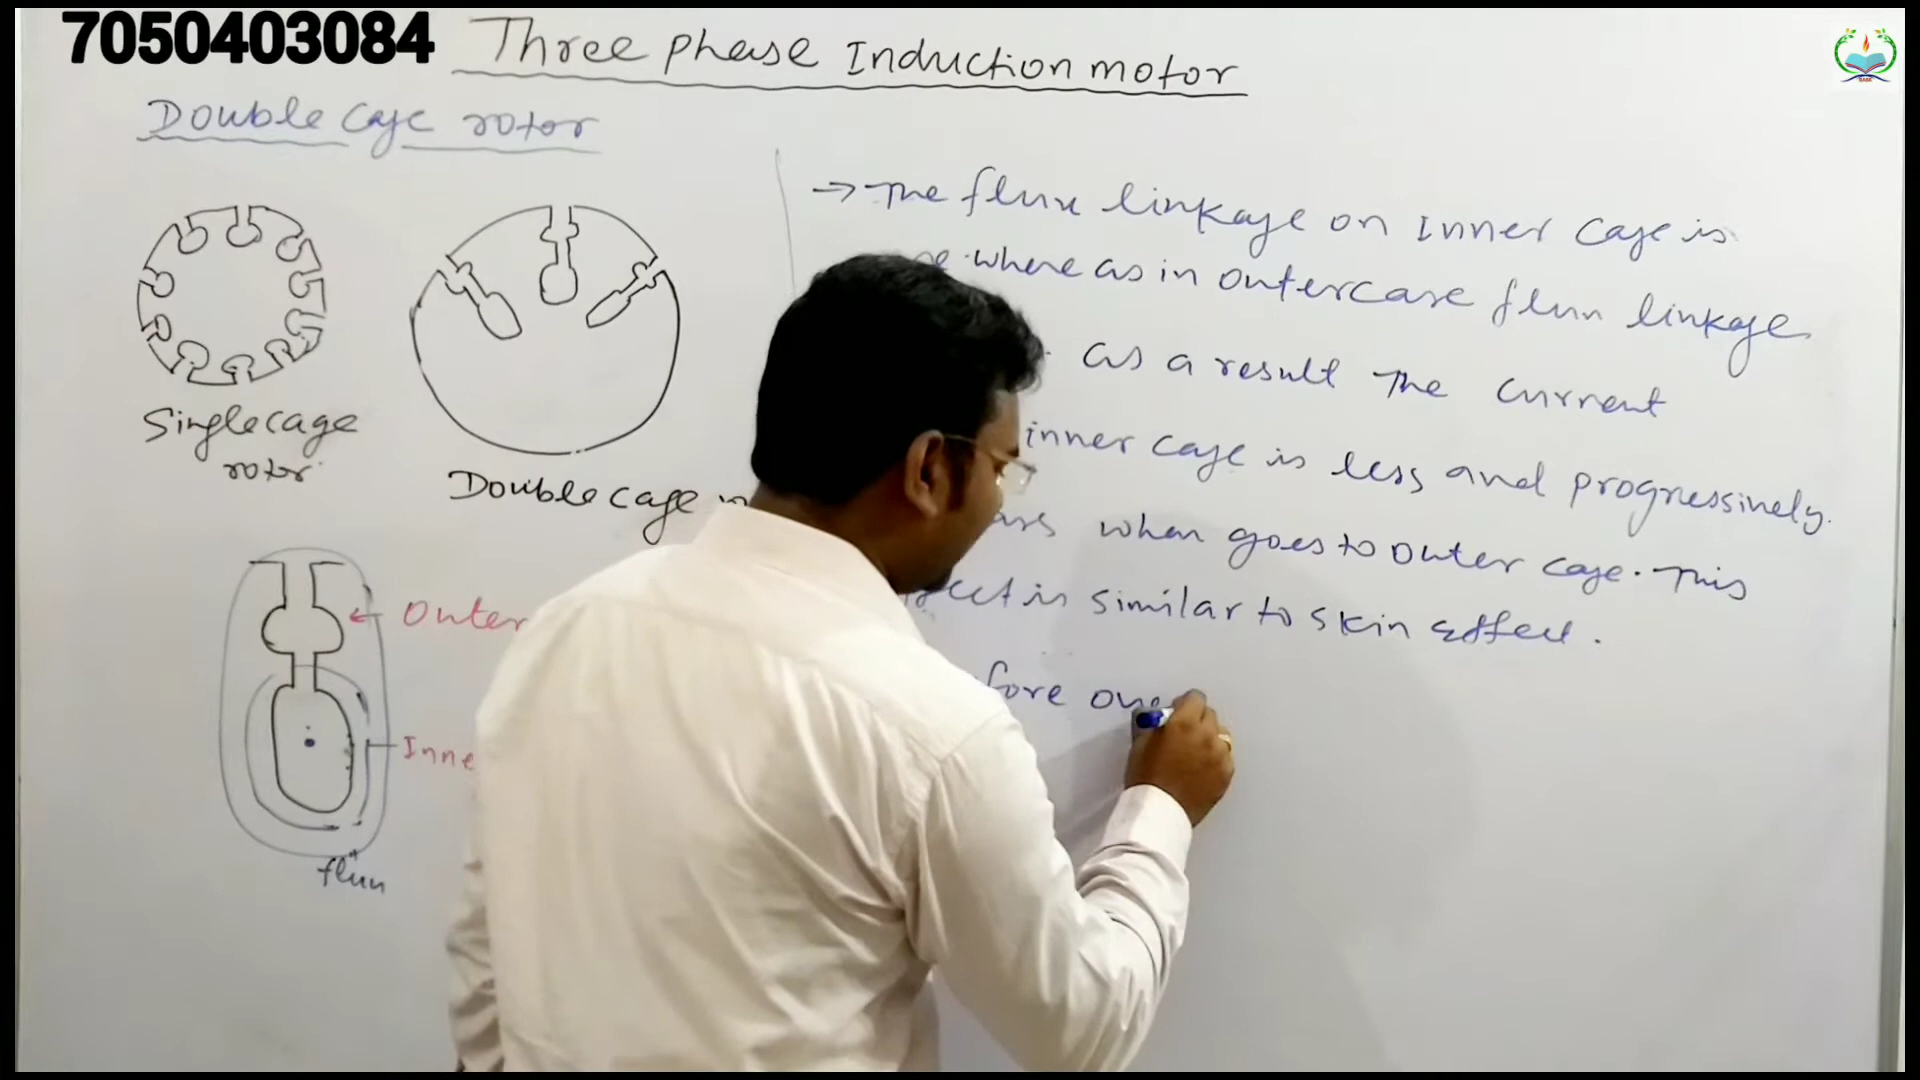 7050403084
Three phase Induction motor
Double cage rotor
Single cage
rotor
Double cage
Outer
Inne
flux
→ The flux linkage on Inner cage is
where as in outercase flux linkage
as a result The current
inner cage is less and progressively.
when goes to outer cage. This
is similar to skin effect.
fore